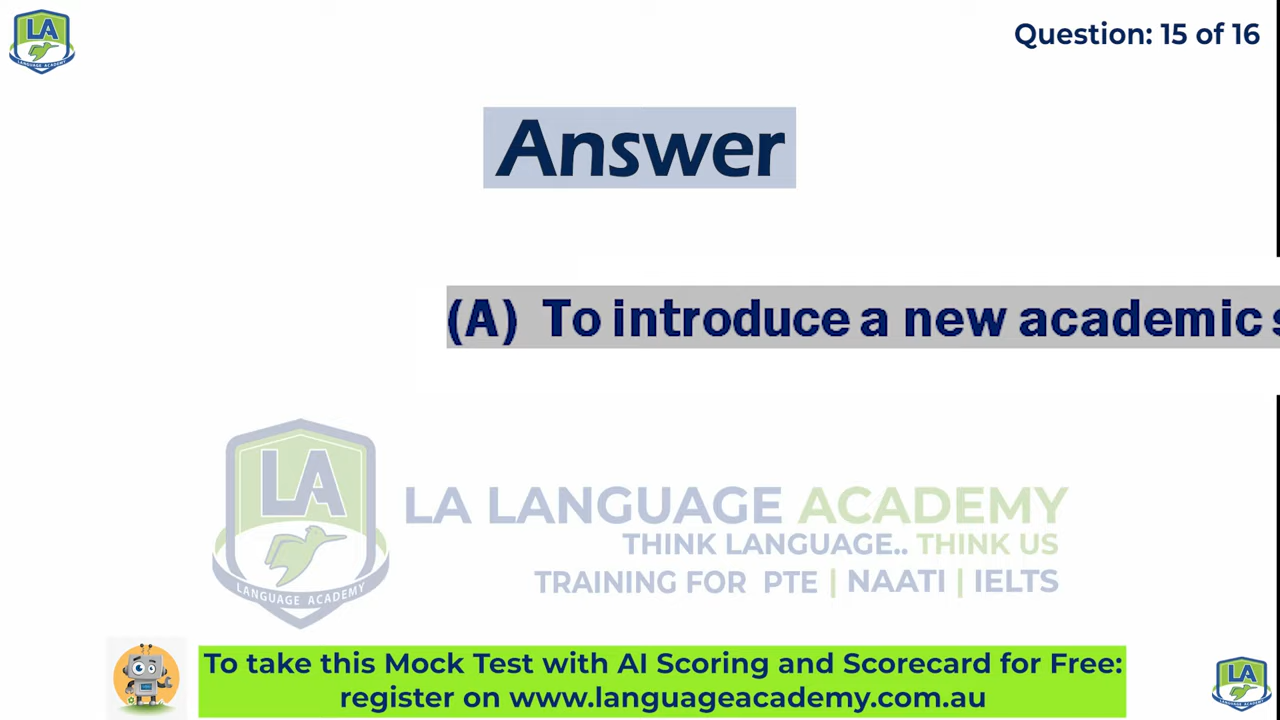 LA
LANGUAGE ACADEMY
Question: 15 of 16
Answer
(A) To introduce a new academic
LA
LANGUAGE ACADEMY
LA LANGUAGE ACADEMY
THINK LANGUAGE.. THINK US
TRAINING FOR PTE | NAATI | IELTS
To take this Mock Test with AI Scoring and Scorecard for Free:
register on www.languageacademy.com.au
LA
LANGUAGE ACADEMY